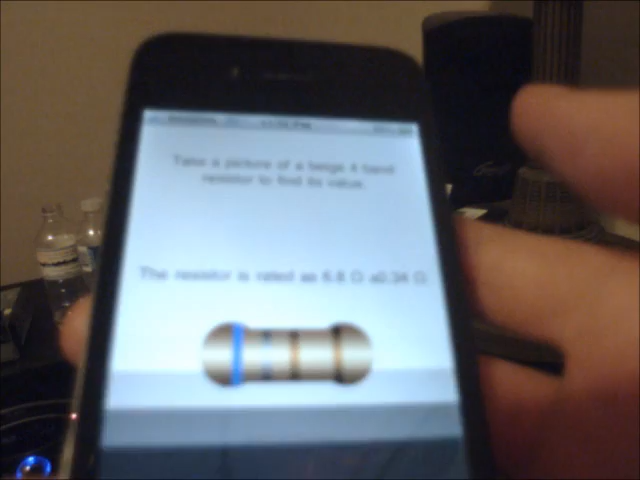 Take a picture of a beige 4 band
resistor to find its value.
The resistor is rated as 6.8 Ω ±0.34 Ω